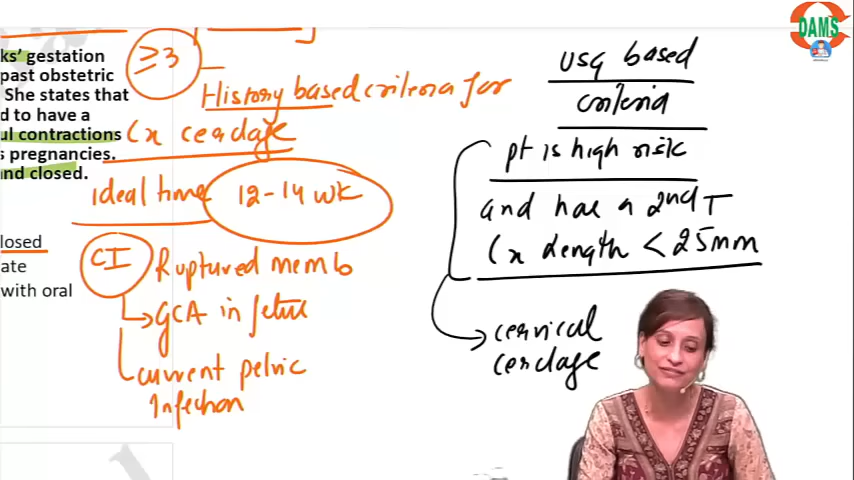 DAMS
ks' gestation
past obstetric
She states that
d to have a
ul contractions
s pregnancies.
nd closed.
losed
ate
with oral
≥3
History based criteria for
Cx cerclage
ideal time 12-14 wk
CI Ruptured memb
GCA in fetus
current pelvic
Infection
USG based
criteria
pt is high risk
and has a 2nd T
Cx length < 25mm
cervical
cerclage